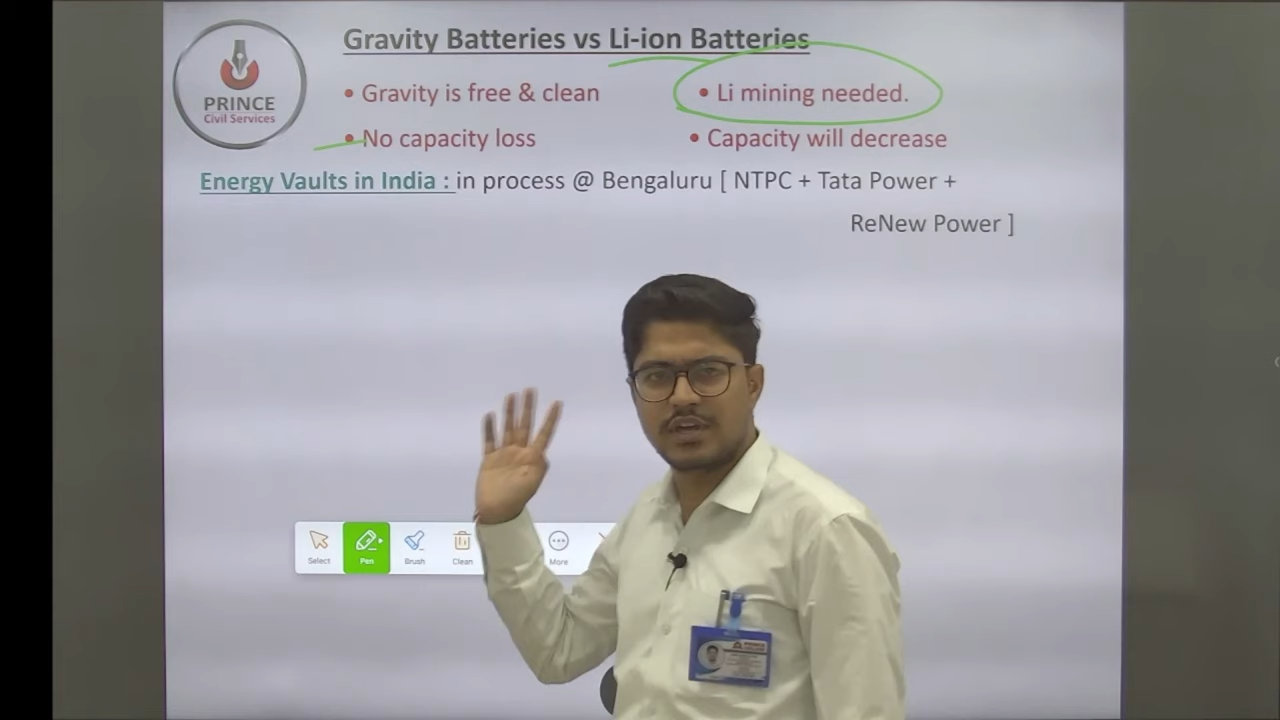 Gravity Batteries vs Li-ion Batteries
PRINCE
Civil Services
• Gravity is free & clean
• Li mining needed.
• No capacity loss
• Capacity will decrease
Energy Vaults in India : in process @ Bengaluru [ NTPC + Tata Power +
ReNew Power ]
Select
Pen
Brush
Clean
More
PRINCE